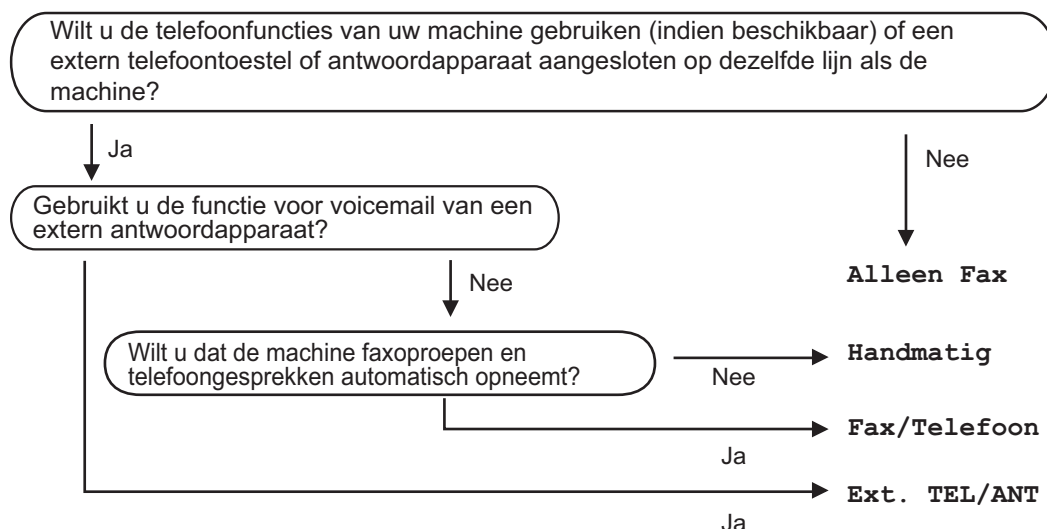 Wilt u de telefoonfuncties van uw machine gebruiken (indien beschikbaar) of een
extern telefoontoestel of antwoordapparaat aangesloten op dezelfde lijn als de
machine?
Ja
Nee
Gebruikt u de functie voor voicemail van een
extern antwoordapparaat?
Nee
Alleen Fax
Wilt u dat de machine faxoproepen en
telefoongesprekken automatisch opneemt?
Nee
Handmatig
Ja
Fax/Telefoon
Ja
Ext. TEL/ANT